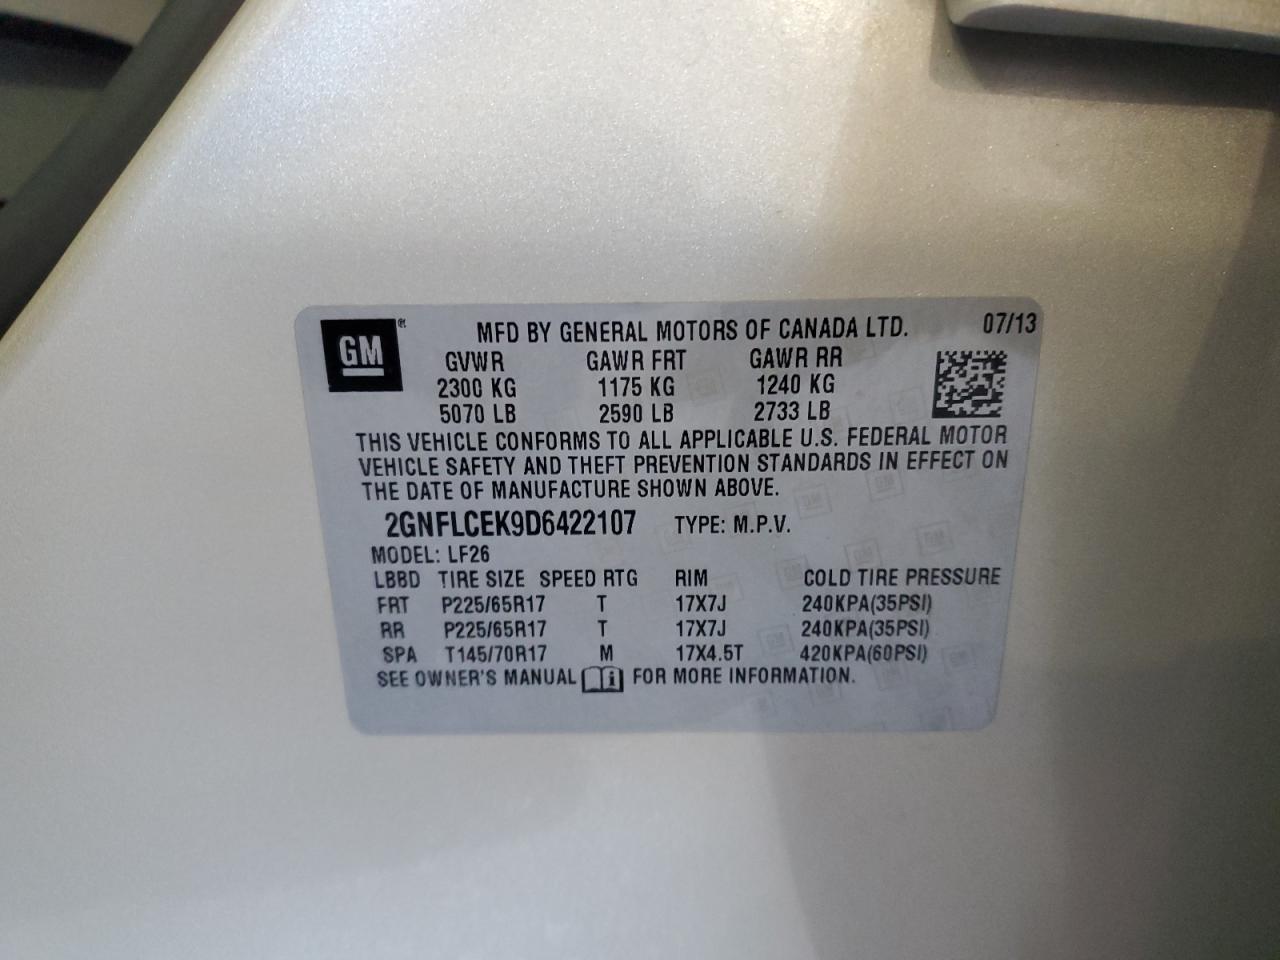 GM®
MFD BY GENERAL MOTORS OF CANADA LTD. 07/13
GVWR GAWR FRT GAWR RR
2300 KG 1175 KG 1240 KG
5070 LB 2590 LB 2733 LB
THIS VEHICLE CONFORMS TO ALL APPLICABLE U.S. FEDERAL MOTOR
VEHICLE SAFETY AND THEFT PREVENTION STANDARDS IN EFFECT ON
THE DATE OF MANUFACTURE SHOWN ABOVE.
2GNFLCEK9D6422107 TYPE: M.P.V.
MODEL: LF26
LBBD TIRE SIZE SPEED RTG RIM COLD TIRE PRESSURE
FRT P225/65R17 T 17X7J 240KPA(35PSI)
RR P225/65R17 T 17X7J 240KPA(35PSI)
SPA T145/70R17 M 17X4.5T 420KPA(60PSI)
SEE OWNER'S MANUAL i FOR MORE INFORMATION.